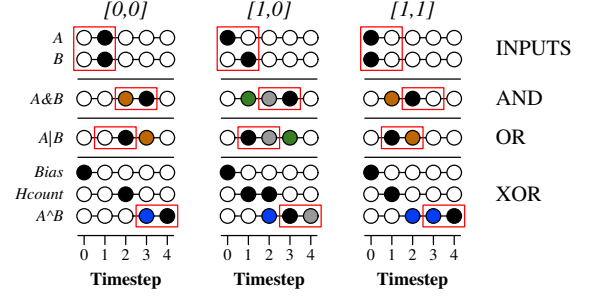 [0,0] [1,0] [1,1]
A
B
INPUTS
A&B
AND
A|B
OR
Bias
Hcount
XOR
A^B
0 1 2 3 4 0 1 2 3 4 0 1 2 3 4
Timestep Timestep Timestep